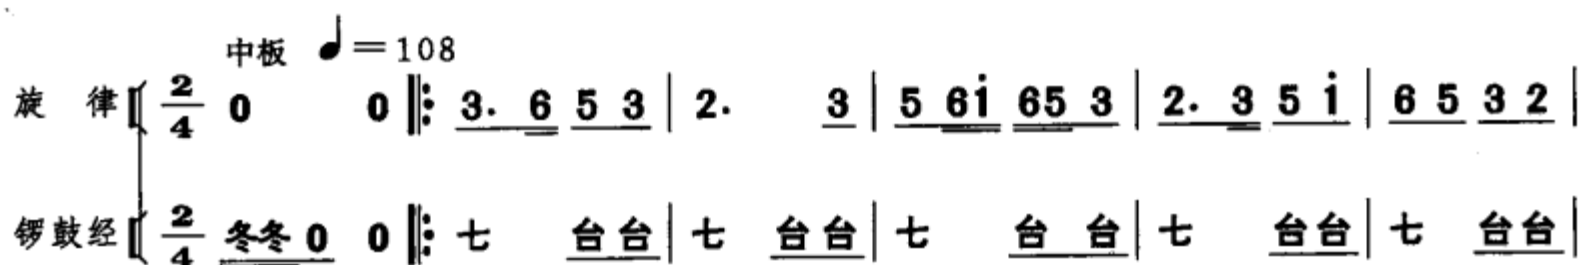 中板 ♩=108
旋 律 2/4 0 0 3. 6 5 3 2. 3 5 6i 65 3 2. 3 5 i 6 5 3 2
锣鼓经 2/4 冬冬 0 0 七 台台 七 台台 七 台 台 七 台台 七 台台